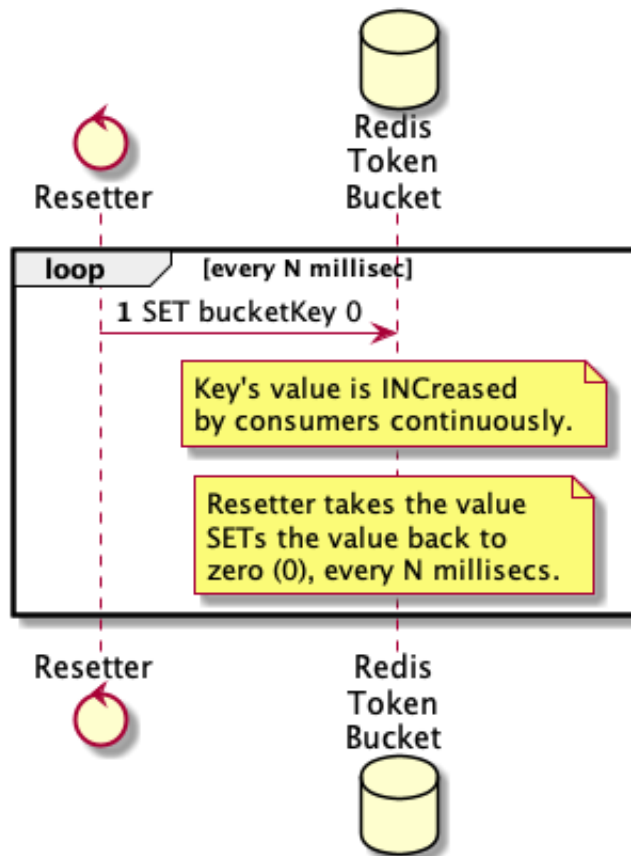 Redis
Token
Bucket
Resetter
loop [every N millisec]
1 SET bucketKey 0
Key's value is INCreased
by consumers continuously.
Resetter takes the value
SETs the value back to
zero (0), every N millisecs.
Resetter
Redis
Token
Bucket